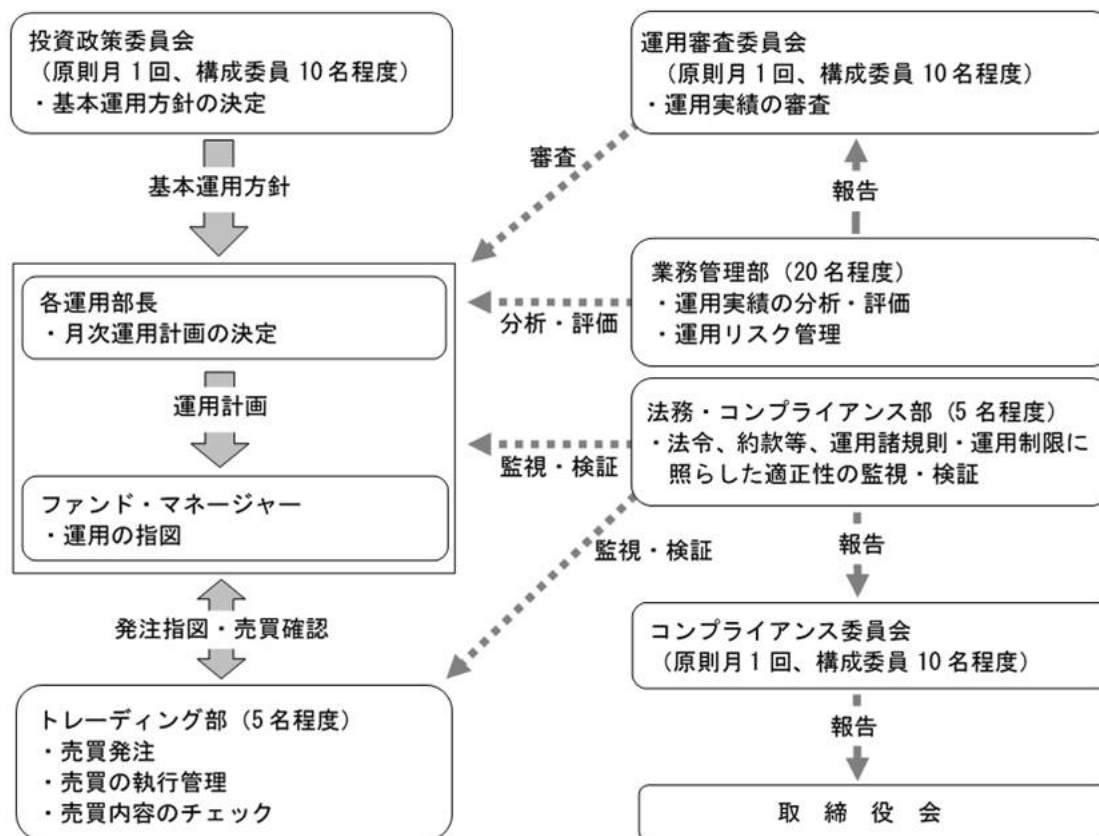 投資政策委員会
（原則月1回、構成委員10名程度）
・基本運用方針の決定
基本運用方針
各運用部長
・月次運用計画の決定
運用計画
ファンド・マネージャー
・運用の指図
発注指図・売買確認
トレーディング部（5名程度）
・売買発注
・売買の執行管理
・売買内容のチェック
運用審査委員会
（原則月1回、構成委員10名程度）
・運用実績の審査
審査
報告
業務管理部（20名程度）
・運用実績の分析・評価
・運用リスク管理
分析・評価
法務・コンプライアンス部（5名程度）
・法令、約款等、運用諸規則・運用制限に
照らした適正性の監視・検証
監視・検証
監視・検証
報告
コンプライアンス委員会
（原則月1回、構成委員10名程度）
報告
取　締　役　会